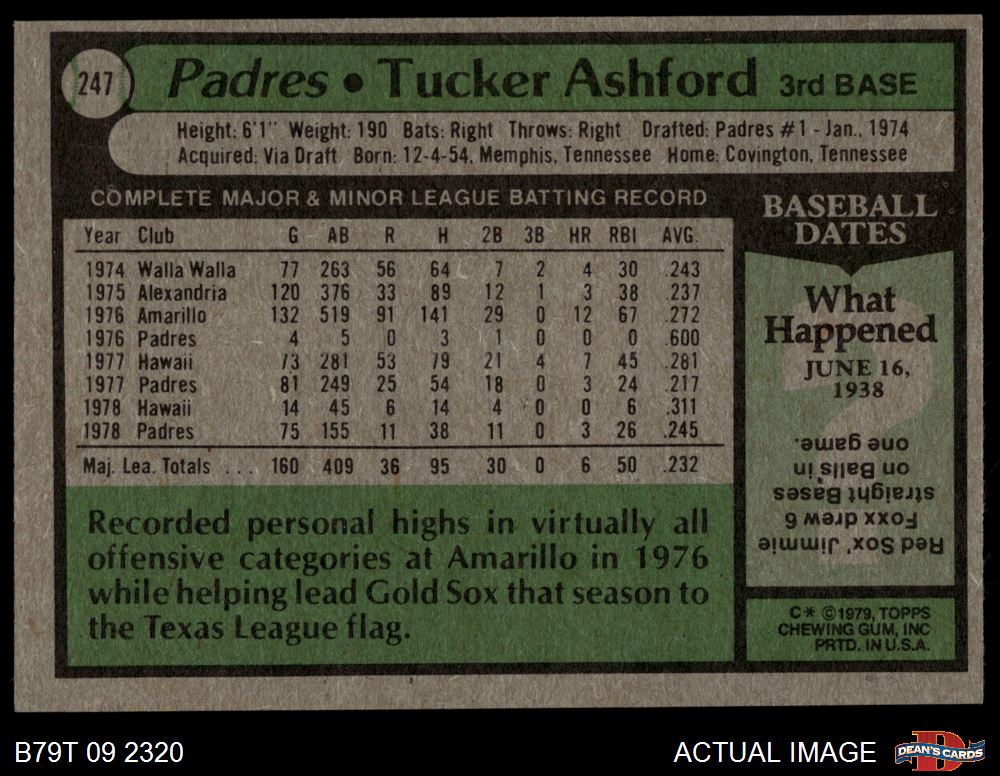 247 Padres • Tucker Ashford 3rd BASE
Height: 6'1" Weight: 190 Bats: Right Throws: Right Drafted: Padres #1 - Jan., 1974
Acquired: Via Draft Born: 12-4-54, Memphis, Tennessee Home: Covington, Tennessee
COMPLETE MAJOR & MINOR LEAGUE BATTING RECORD
Year Club G AB R H 2B 3B HR RBI AVG.
1974 Walla Walla 77 263 56 64 7 2 4 30 .243
1975 Alexandria 120 376 33 89 12 1 3 38 .237
1976 Amarillo 132 519 91 141 29 0 12 67 .272
1976 Padres 4 5 0 3 1 0 0 0 .600
1977 Hawaii 73 281 53 79 21 4 7 45 .281
1977 Padres 81 249 25 54 18 0 3 24 .217
1978 Hawaii 14 45 6 14 4 0 0 6 .311
1978 Padres 75 155 11 38 11 0 3 26 .245
Maj. Lea. Totals ... 160 409 36 95 30 0 6 50 .232
Recorded personal highs in virtually all
offensive categories at Amarillo in 1976
while helping lead Gold Sox that season to
the Texas League flag.
BASEBALL
DATES
What
Happened
JUNE 16,
1938
?
Red Sox' Jimmie
Foxx drew 6
straight Bases
on Balls in
one game.
C* ©1979, TOPPS
CHEWING GUM, INC
PRTD. IN U.S.A.
B79T 09 2320
ACTUAL IMAGE
DEAN'S CARDS